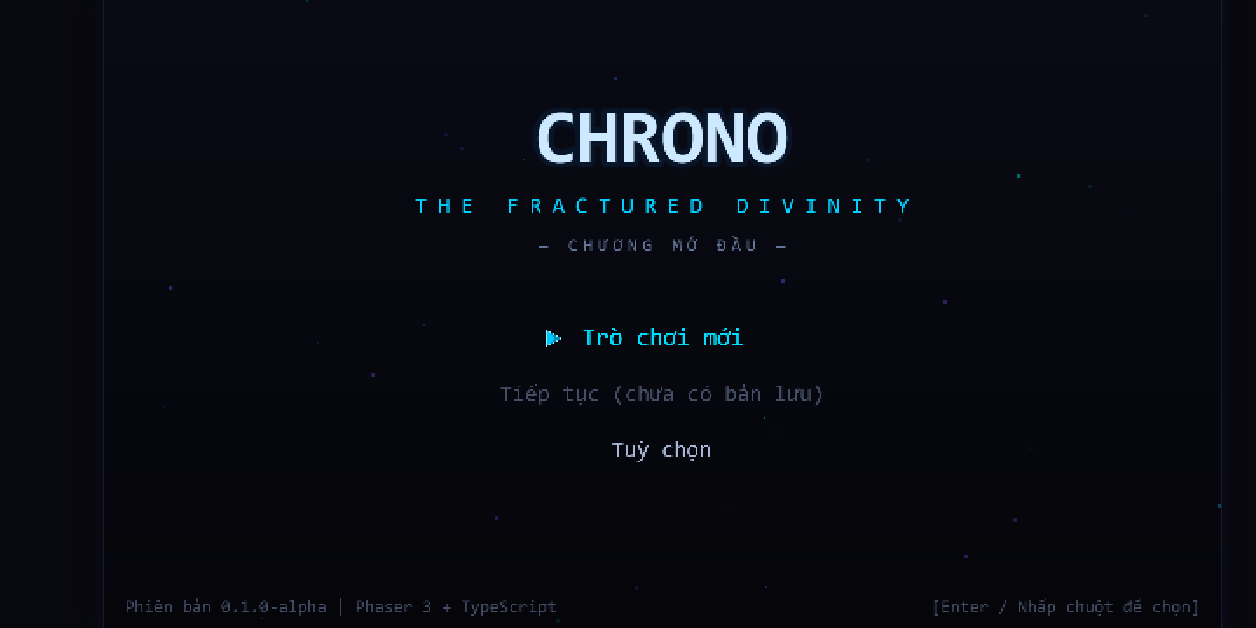 CHRONO
THE FRACTURED DIVINITY
— CHƯƠNG MỞ ĐẦU —
▶ Trò chơi mới
Tiếp tục (chưa có bản lưu)
Tuỳ chọn
Phiên bản 0.1.0-alpha | Phaser 3 + TypeScript
[Enter / Nhấp chuột để chọn]